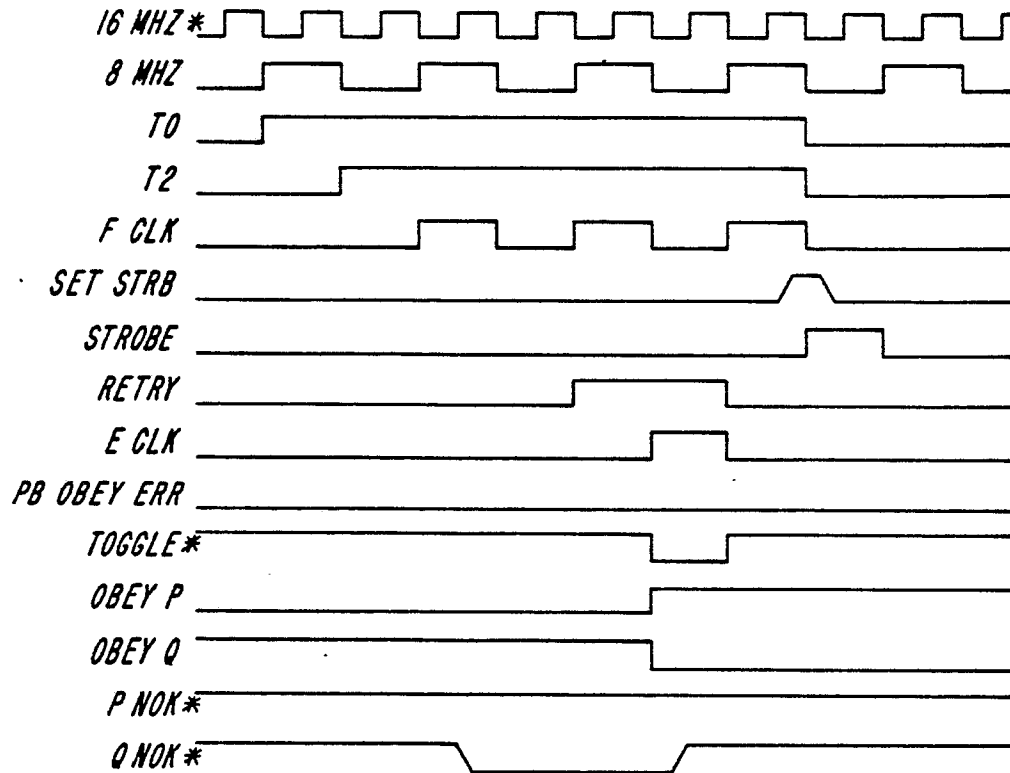 16 MHZ *
8 MHZ
T0
T2
F CLK
SET STRB
STROBE
RETRY
E CLK
PB OBEY ERR
TOGGLE *
OBEY P
OBEY Q
P NOK *
Q NOK *